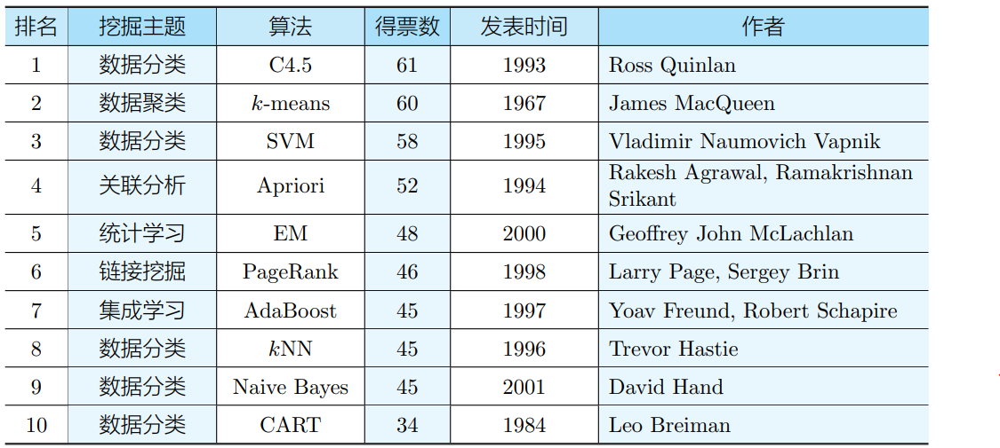 排名 挖掘主题 算法 得票数 发表时间 作者
1 数据分类 C4.5 61 1993 Ross Quinlan
2 数据聚类 k-means 60 1967 James MacQueen
3 数据分类 SVM 58 1995 Vladimir Naumovich Vapnik
4 关联分析 Apriori 52 1994 Rakesh Agrawal, Ramakrishnan
Srikant
5 统计学习 EM 48 2000 Geoffrey John McLachlan
6 链接挖掘 PageRank 46 1998 Larry Page, Sergey Brin
7 集成学习 AdaBoost 45 1997 Yoav Freund, Robert Schapire
8 数据分类 kNN 45 1996 Trevor Hastie
9 数据分类 Naive Bayes 45 2001 David Hand
10 数据分类 CART 34 1984 Leo Breiman